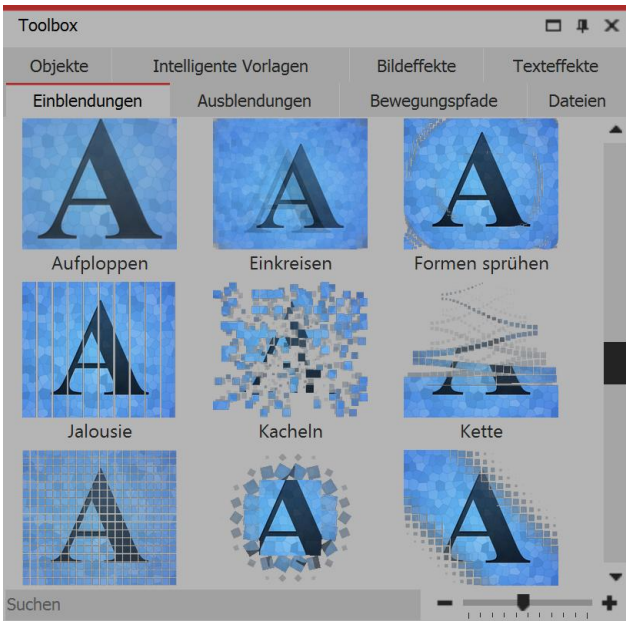 Toolbox
Objekte Intelligente Vorlagen Bildeffekte Texteffekte
Einblendungen Ausblendungen Bewegungspfade Dateien
A A A
Aufploppen Einkreisen Formen sprühen
A A A
Jalousie Kacheln Kette
A A A
Suchen